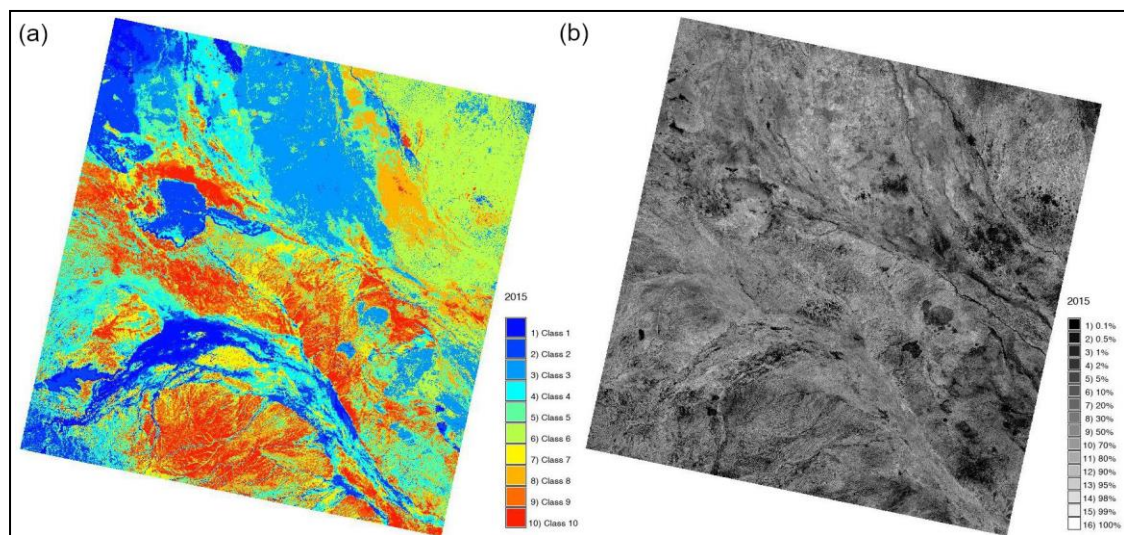 (a)
2015
1) Class 1
2) Class 2
3) Class 3
4) Class 4
5) Class 5
6) Class 6
7) Class 7
8) Class 8
9) Class 9
10) Class 10
(b)
2015
1) 0.1%
2) 0.5%
3) 1%
4) 2%
5) 5%
6) 10%
7) 20%
8) 30%
9) 50%
10) 70%
11) 80%
12) 90%
13) 95%
14) 98%
15) 99%
16) 100%